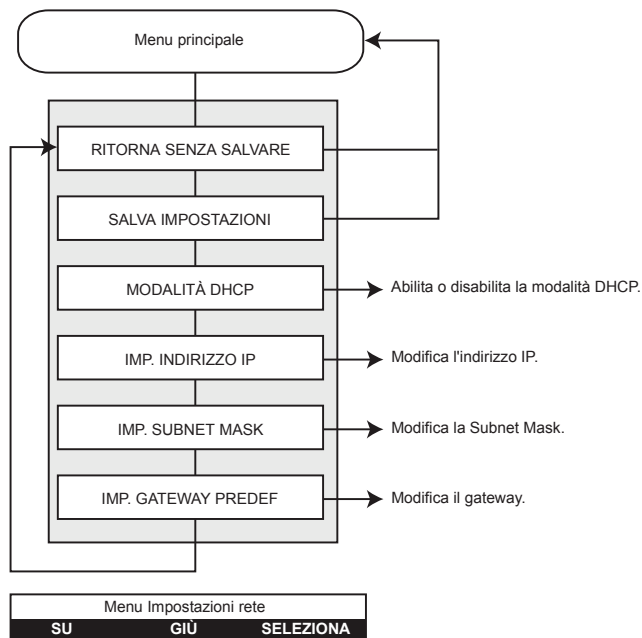 Menu principale
RITORNA SENZA SALVARE
SALVA IMPOSTAZIONI
MODALITÀ DHCP
Abilita o disabilita la modalità DHCP.
IMP. INDIRIZZO IP
Modifica l'indirizzo IP.
IMP. SUBNET MASK
Modifica la Subnet Mask.
IMP. GATEWAY PREDEF
Modifica il gateway.
Menu Impostazioni rete
SU GIÙ SELEZIONA